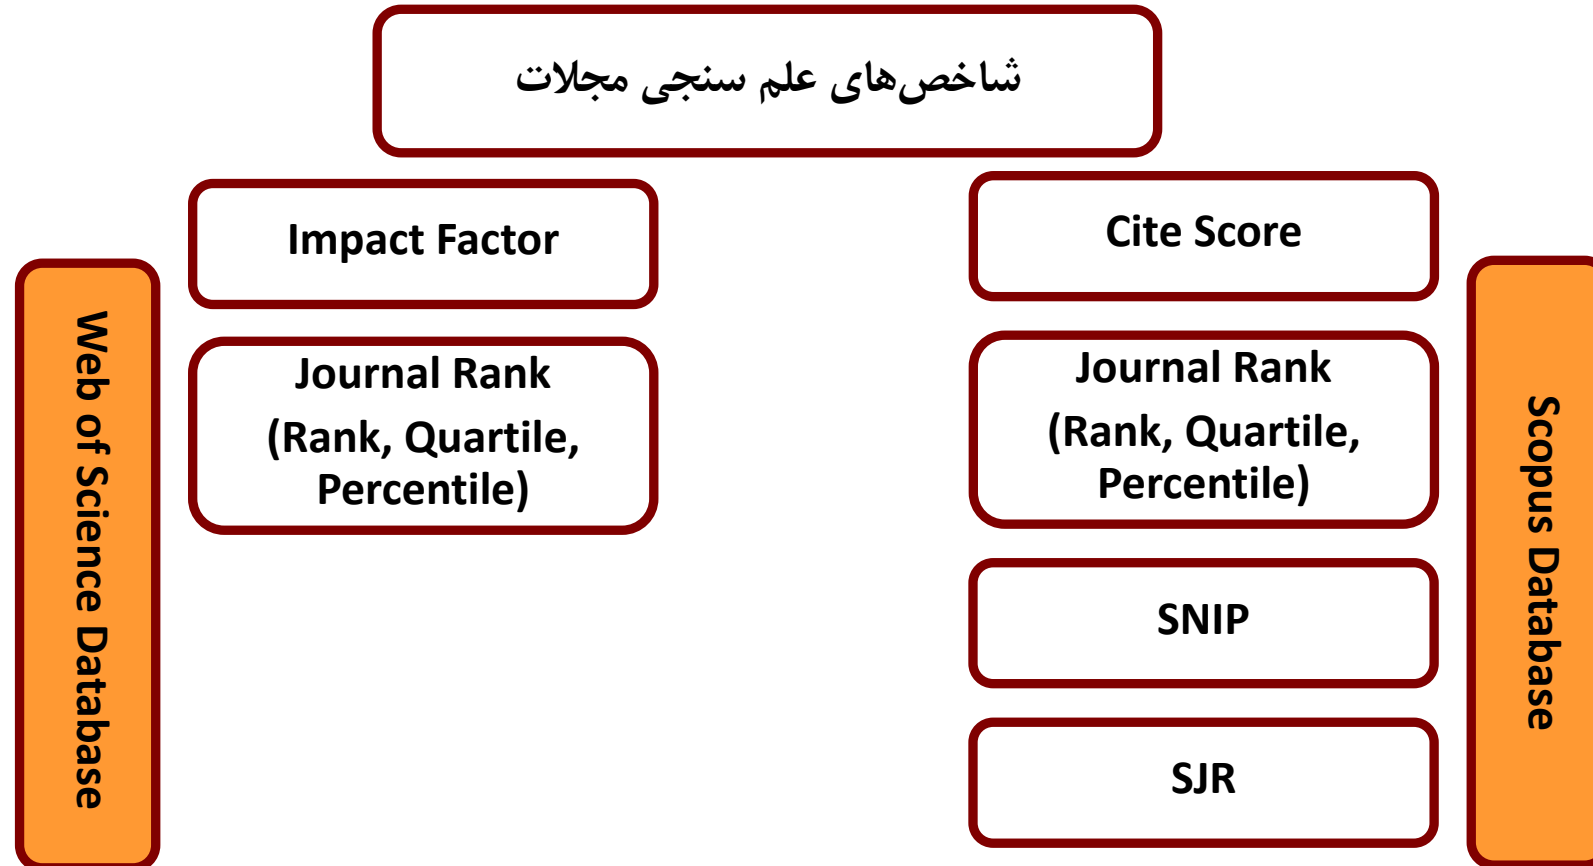 شاخص‌های علم سنجی مجلات
Impact Factor
Cite Score
Web of Science Database
Journal Rank
(Rank, Quartile,
Percentile)
Journal Rank
(Rank, Quartile,
Percentile)
Scopus Database
SNIP
SJR